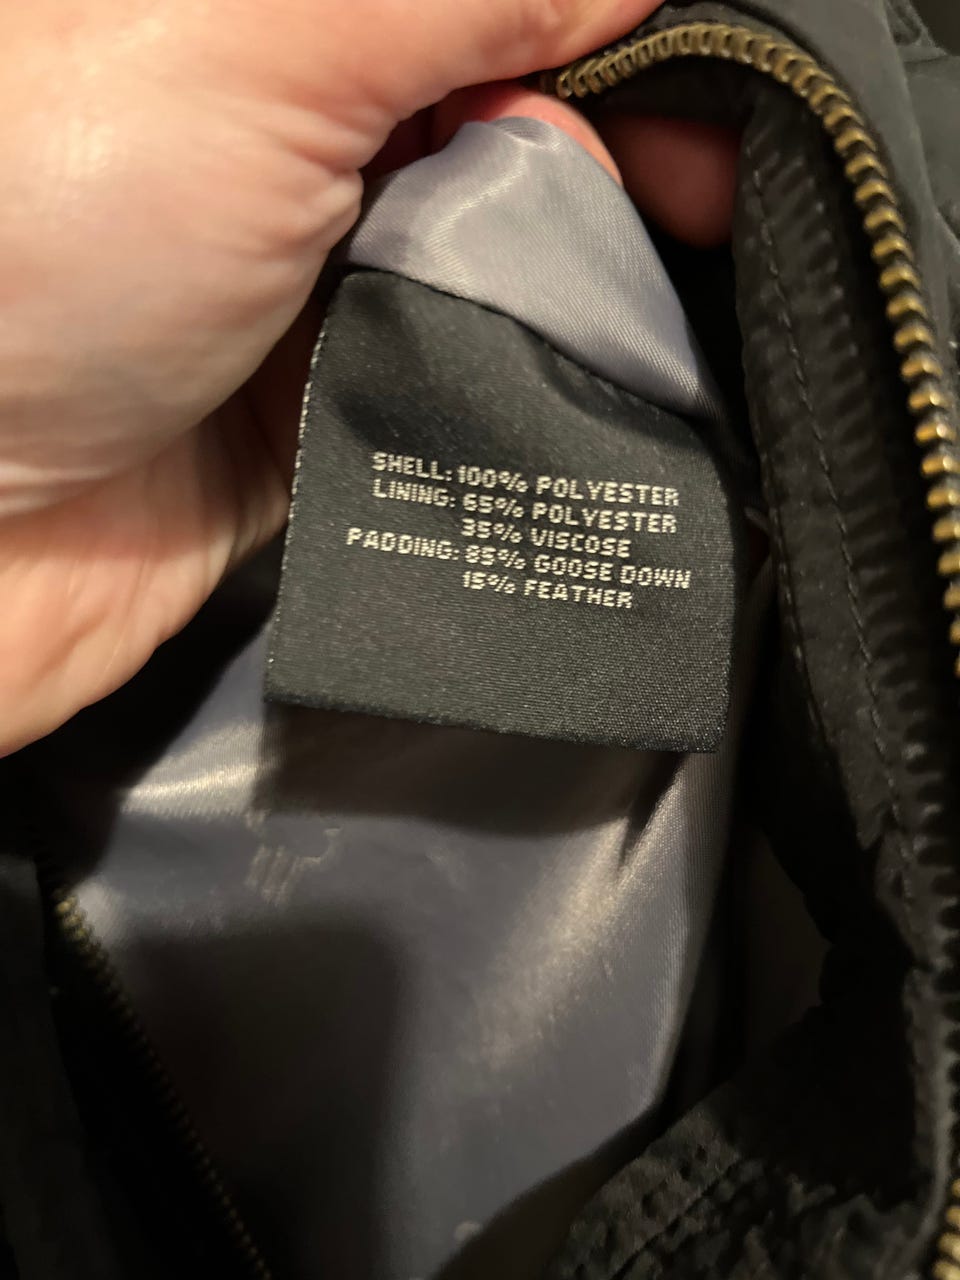 SHELL: 100% POLYESTER
LINING: 65% POLYESTER
35% VISCOSE
PADDING: 85% GOOSE DOWN
15% FEATHER